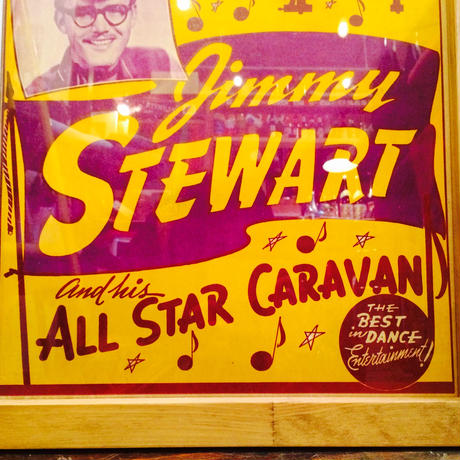 Jimmy
STEWART
and his
ALL STAR CARAVAN
THE
BEST
in DANCE
Entertainment!